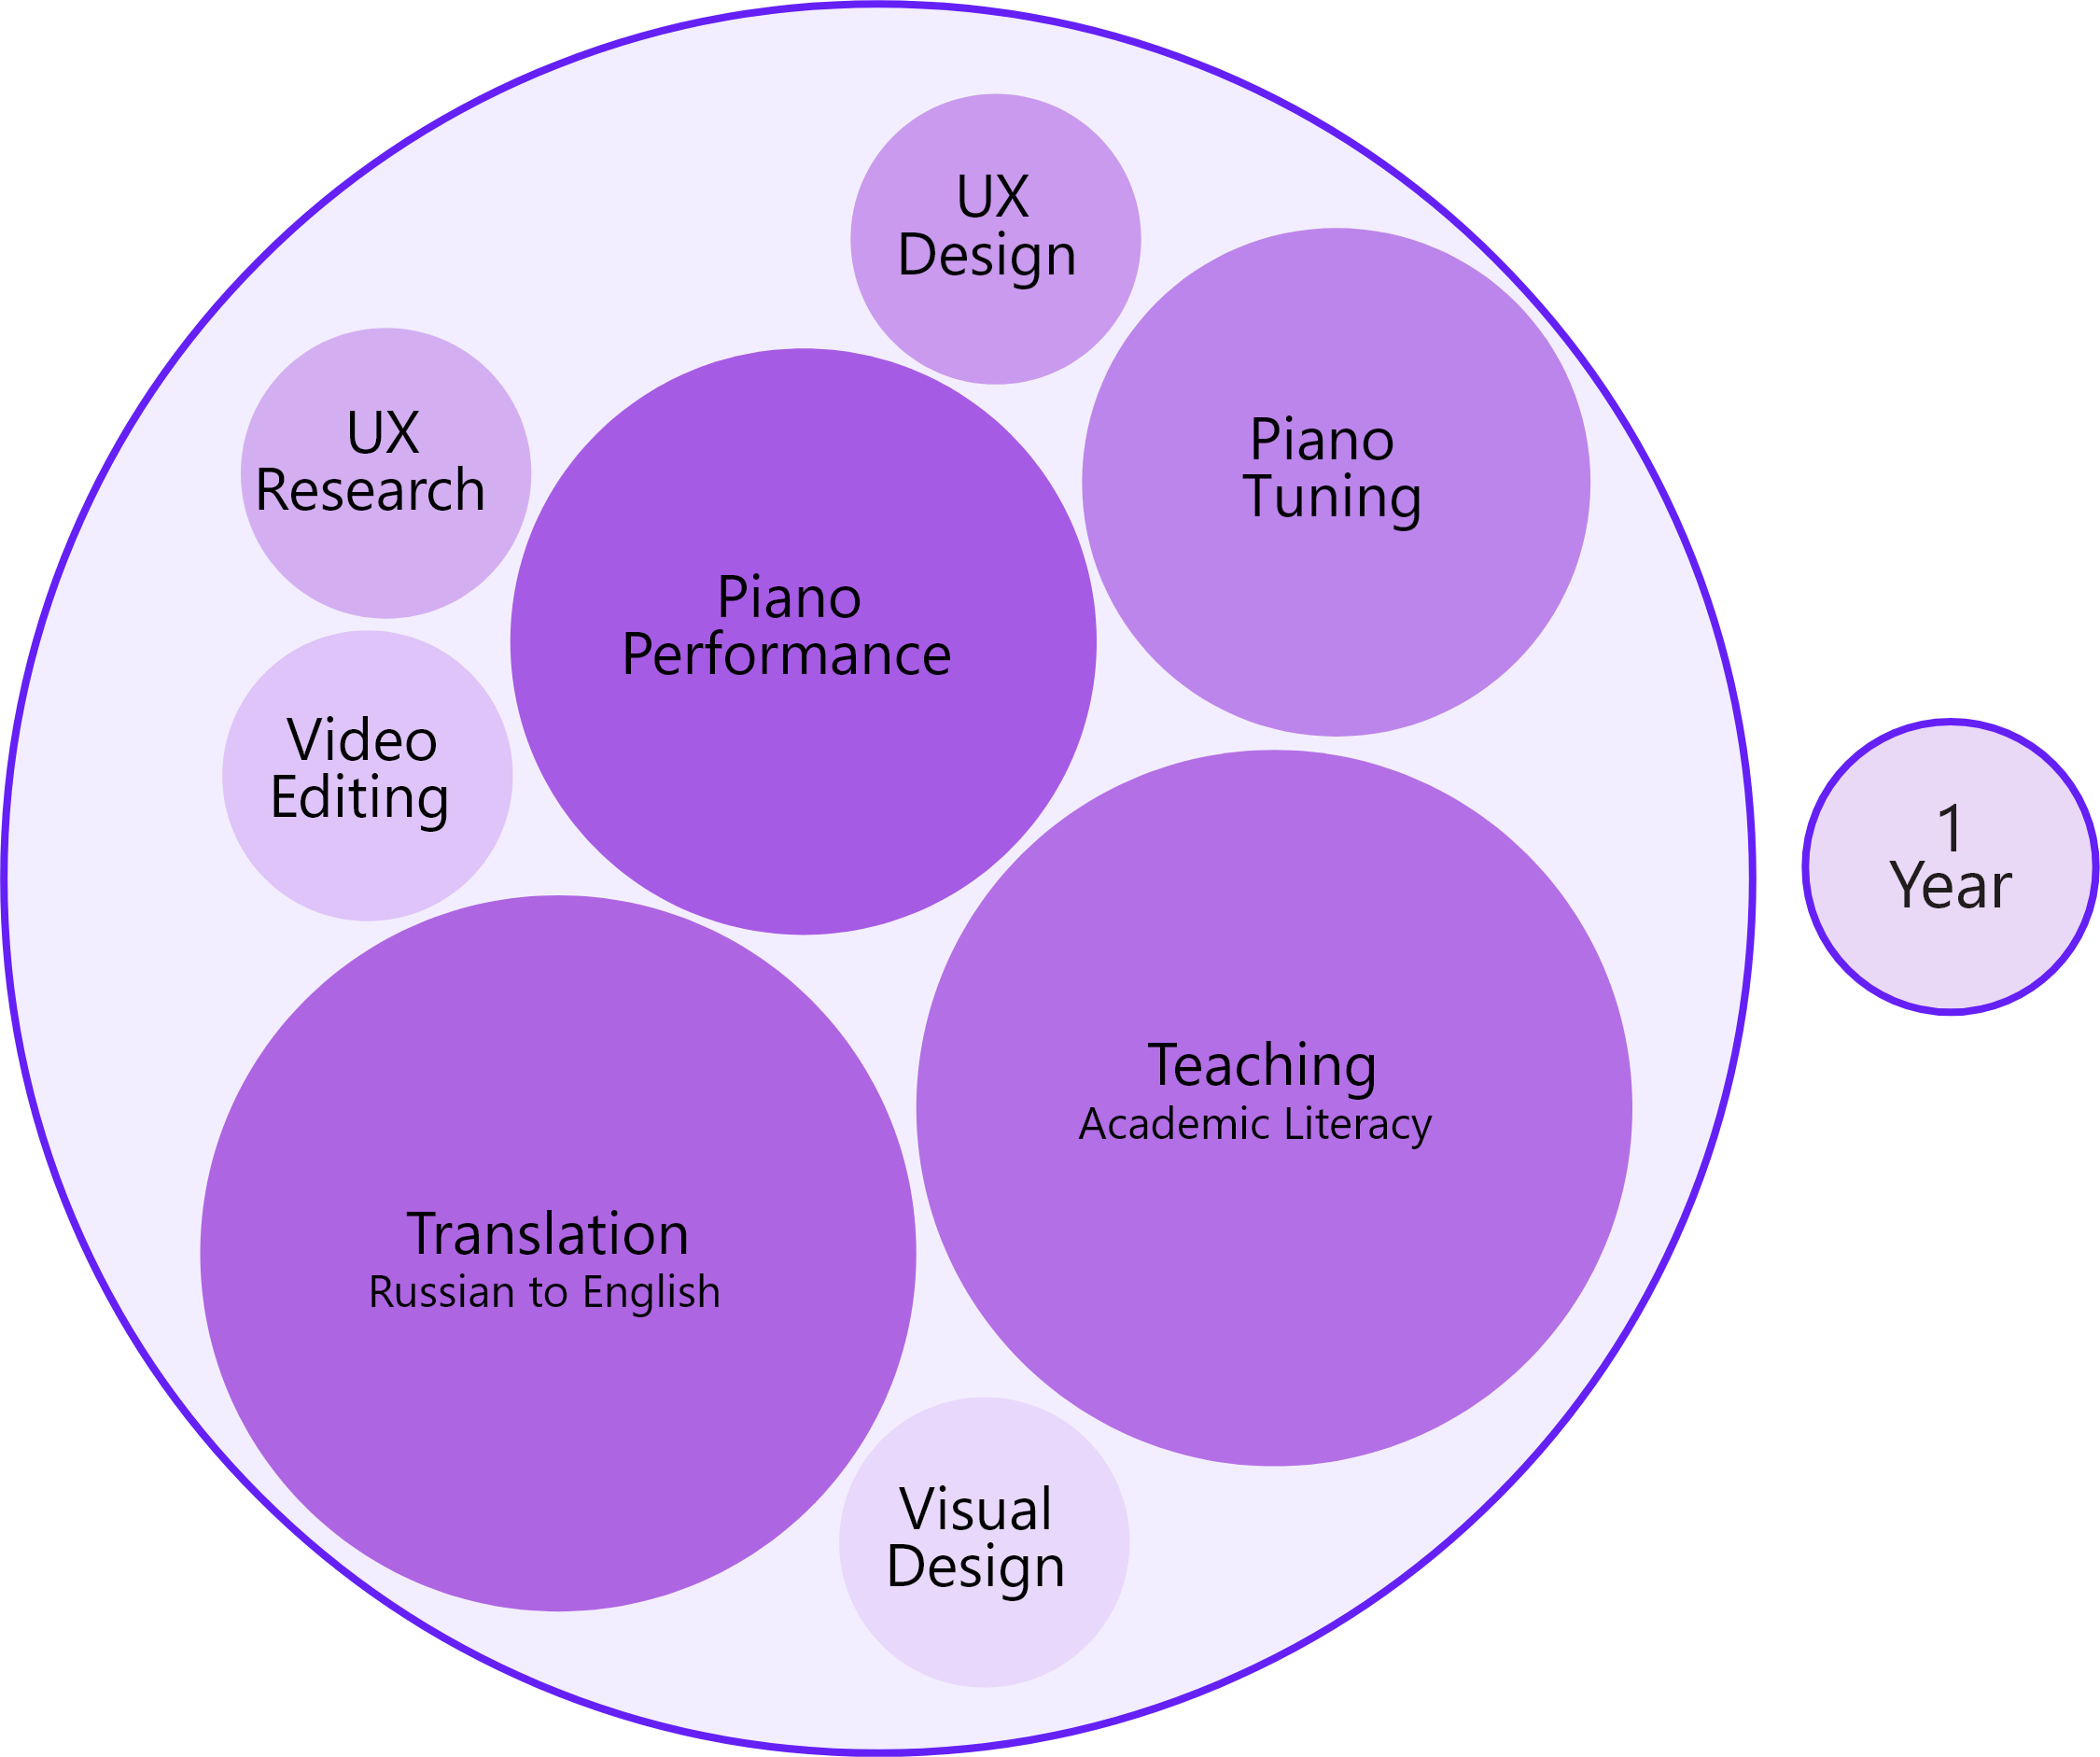 UX
Design
Piano
Tuning
UX
Research
Piano
Performance
Video
Editing
1
Year
Teaching
Academic Literacy
Translation
Russian to English
Visual
Design